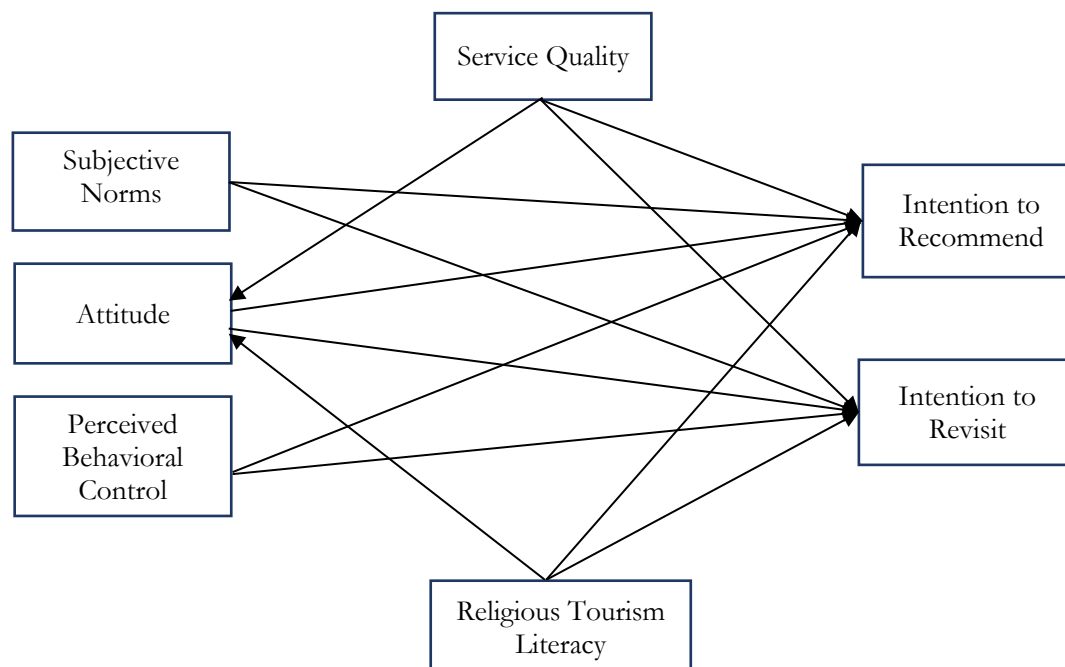 Service Quality
Subjective
Norms
Intention to
Recommend
Attitude
Intention to
Revisit
Perceived
Behavioral
Control
Religious Tourism
Literacy